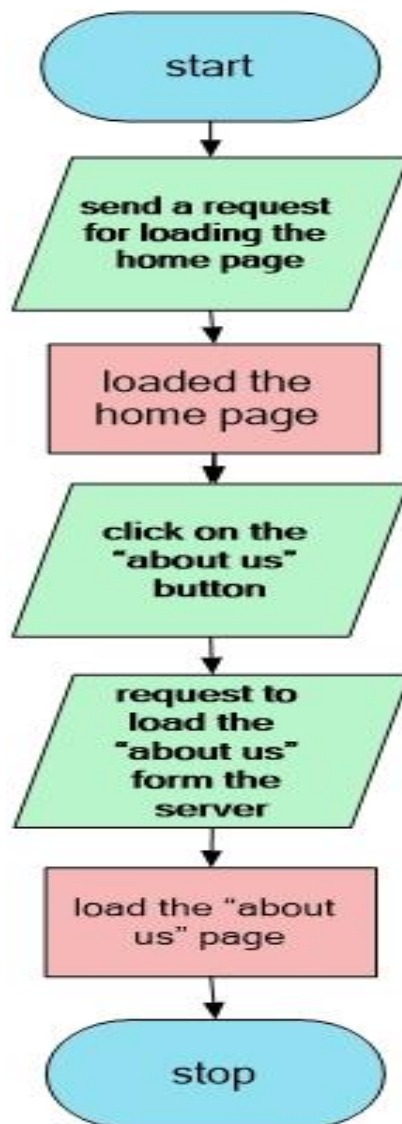 start
send a request
for loading the
home page
loaded the
home page
click on the
“about us”
button
request to
load the
“about us”
form the
server
load the “about
us” page
stop